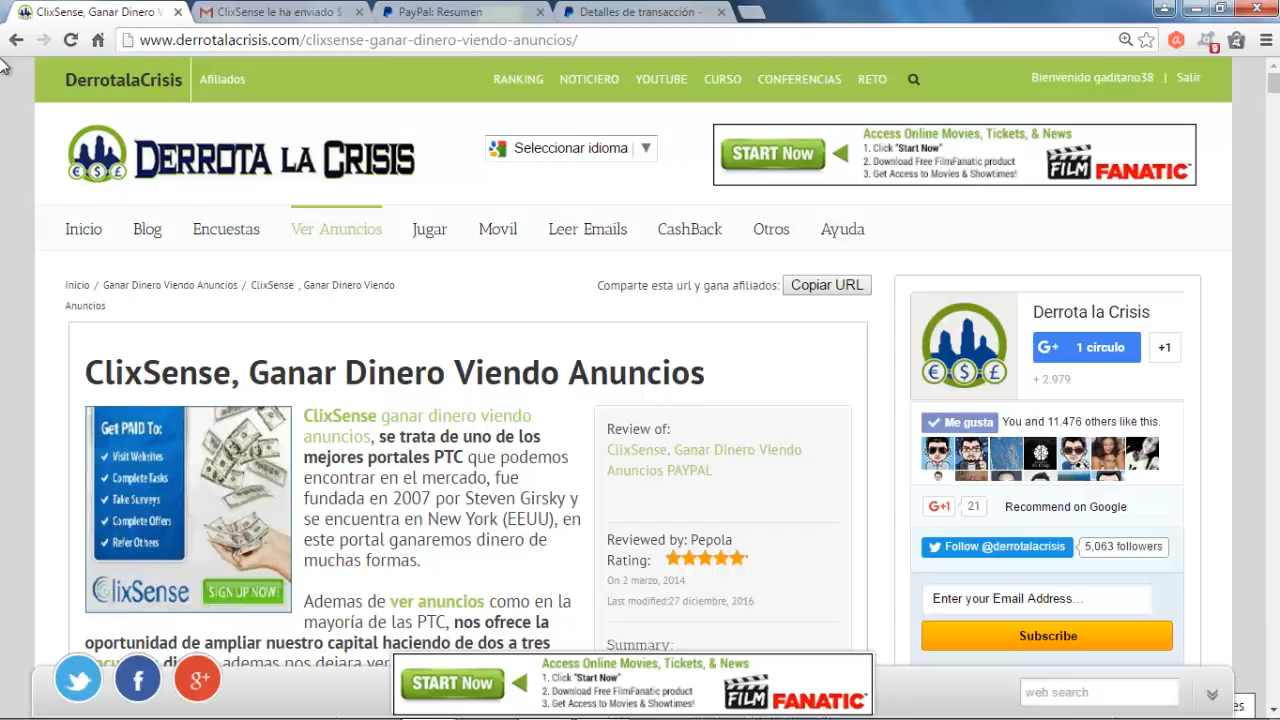 ClixSense, Ganar Dinero V
ClixSense le ha enviado $
PayPal: Resumen
Detalles de transacción -
www.derrotalacrisis.com/clixsense-ganar-dinero-viendo-anuncios/
9
DerrotalaCrisis
Afiliados
RANKING NOTICIERO YOUTUBE CURSO CONFERENCIAS RETO
Bienvenido gaditano38 | Salir
DERROTA LA CRISIS
Seleccionar idioma
START Now
Access Online Movies, Tickets, & News
1. Click "Start Now"
2. Download Free FilmFanatic product
3. Get Access to Movies & Showtimes!
FILM FANATIC
Inicio Blog Encuestas Ver Anuncios Jugar Movil Leer Emails CashBack Otros Ayuda
Inicio / Ganar Dinero Viendo Anuncios / ClixSense , Ganar Dinero Viendo
Anuncios
Comparte esta url y gana afiliados: Copiar URL
ClixSense, Ganar Dinero Viendo Anuncios
Get PAID To:
Visit Websites
Complete Tasks
Take Surveys
Complete Offers
Refer Others
ClixSense
SIGN UP NOW!
ClixSense ganar dinero viendo
anuncios, se trata de uno de los
mejores portales PTC que podemos
encontrar en el mercado, fue
fundada en 2007 por Steven Girsky y
se encuentra en New York (EEUU), en
este portal ganaremos dinero de
muchas formas.
Ademas de ver anuncios como en la
mayoría de las PTC, nos ofrece la
oportunidad de ampliar nuestro capital haciendo de dos a tres
ademas nos dejara ver
Review of:
ClixSense, Ganar Dinero Viendo
Anuncios PAYPAL
Reviewed by: Pepola
Rating:
On 2 marzo, 2014
Last modified:27 diciembre, 2016
Summary:
Derrota la Crisis
G+ 1 círculo
+1
+ 2.979
Me gusta You and 11.476 others like this.
G+1 21 Recommend on Google
Follow @derrotalacrisis 5,063 followers
Enter your Email Address...
Subscribe
START Now
Access Online Movies, Tickets, & News
1. Click "Start Now"
2. Download Free FilmFanatic product
3. Get Access to Movies & Showtimes!
FILM FANATIC
web search
es